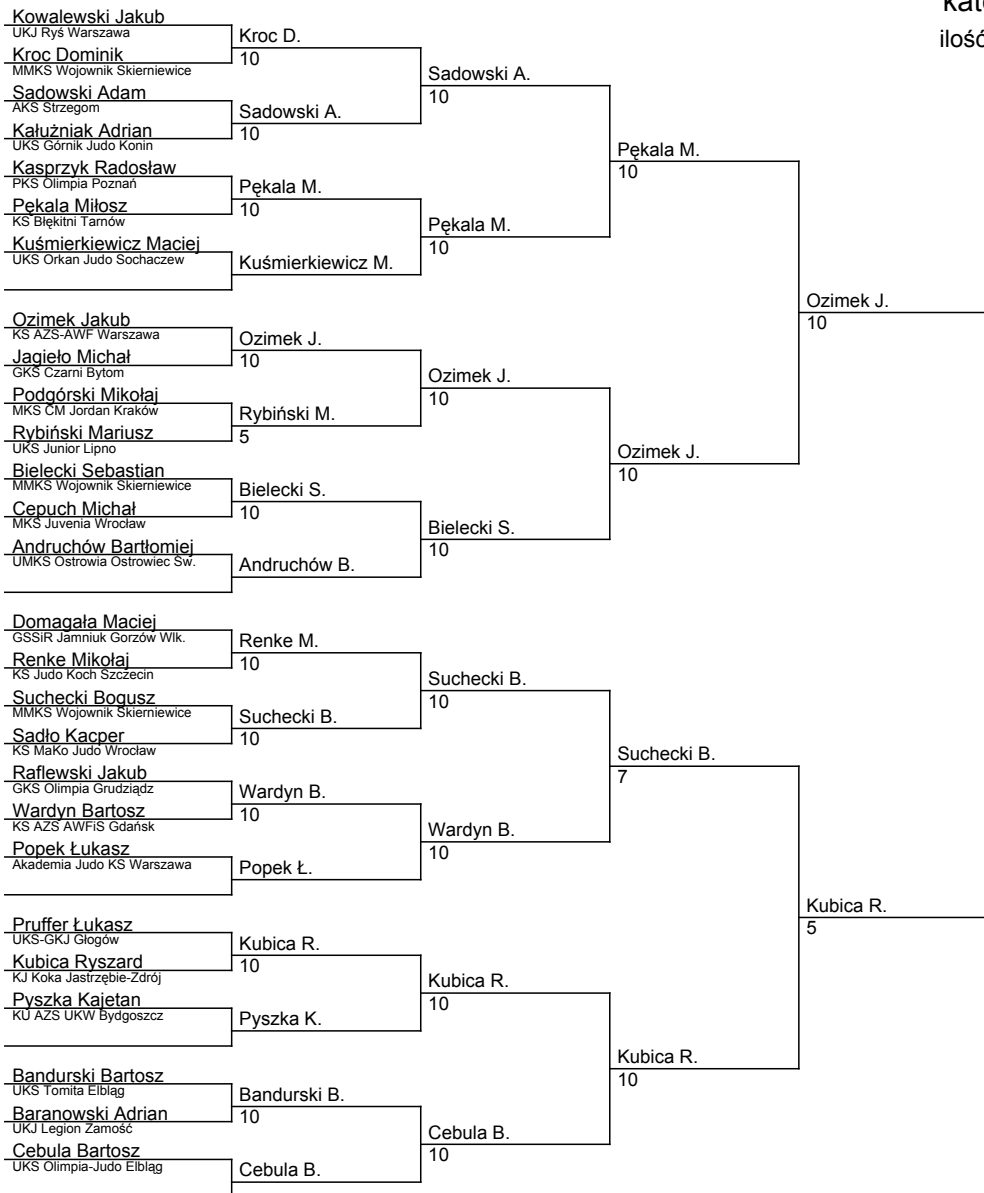 Kowalewski Jakub
UKJ Ryś Warszawa
Kroc Dominik
MMKS Wojownik Skierniewice
Sadowski Adam
AKS Strzegom
Kałużniak Adrian
UKS Górnik Judo Konin
Kasprzyk Radosław
PKS Olimpia Poznań
Pękala Miłosz
KS Błękitni Tarnów
Kuśmierkiewicz Maciej
UKS Orkan Judo Sochaczew
Ozimek Jakub
KS AZS-AWF Warszawa
Jagieło Michał
GKS Czarni Bytom
Podgórski Mikołaj
MKS CM Jordan Kraków
Rybiński Mariusz
UKS Junior Lipno
Bielecki Sebastian
MMKS Wojownik Skierniewice
Cepuch Michał
MKS Juvenia Wrocław
Andruchów Bartłomiej
UMKS Ostrowia Ostrowiec Św.
Domagała Maciej
GSSiR Jamniuk Gorzów Wlk.
Renke Mikołaj
KS Judo Koch Szczecin
Suchecki Bogusz
MMKS Wojownik Skierniewice
Sadło Kacper
KS MaKo Judo Wrocław
Raflewski Jakub
GKS Olimpia Grudziądz
Wardyn Bartosz
KS AZS AWFiS Gdańsk
Popek Łukasz
Akademia Judo KS Warszawa
Pruffer Łukasz
UKS-GKJ Głogów
Kubica Ryszard
KJ Koka Jastrzębie-Zdrój
Pyszka Kajetan
KU AZS UKW Bydgoszcz
Bandurski Bartosz
UKS Tomita Elbląg
Baranowski Adrian
UKJ Legion Zamość
Cebula Bartosz
UKS Olimpia-Judo Elbląg
Kroc D.
10
Sadowski A.
10
Pękala M.
10
Kuśmierkiewicz M.
Ozimek J.
10
Rybiński M.
5
Bielecki S.
10
Andruchów B.
Renke M.
10
Suchecki B.
10
Wardyn B.
10
Popek Ł.
Kubica R.
10
Pyszka K.
Bandurski B.
10
Cebula B.
Sadowski A.
10
Pękala M.
10
Ozimek J.
10
Bielecki S.
10
Suchecki B.
10
Wardyn B.
10
Kubica R.
10
Cebula B.
10
Pękala M.
10
Ozimek J.
10
Suchecki B.
7
Kubica R.
10
Ozimek J.
10
Kubica R.
5
ilość